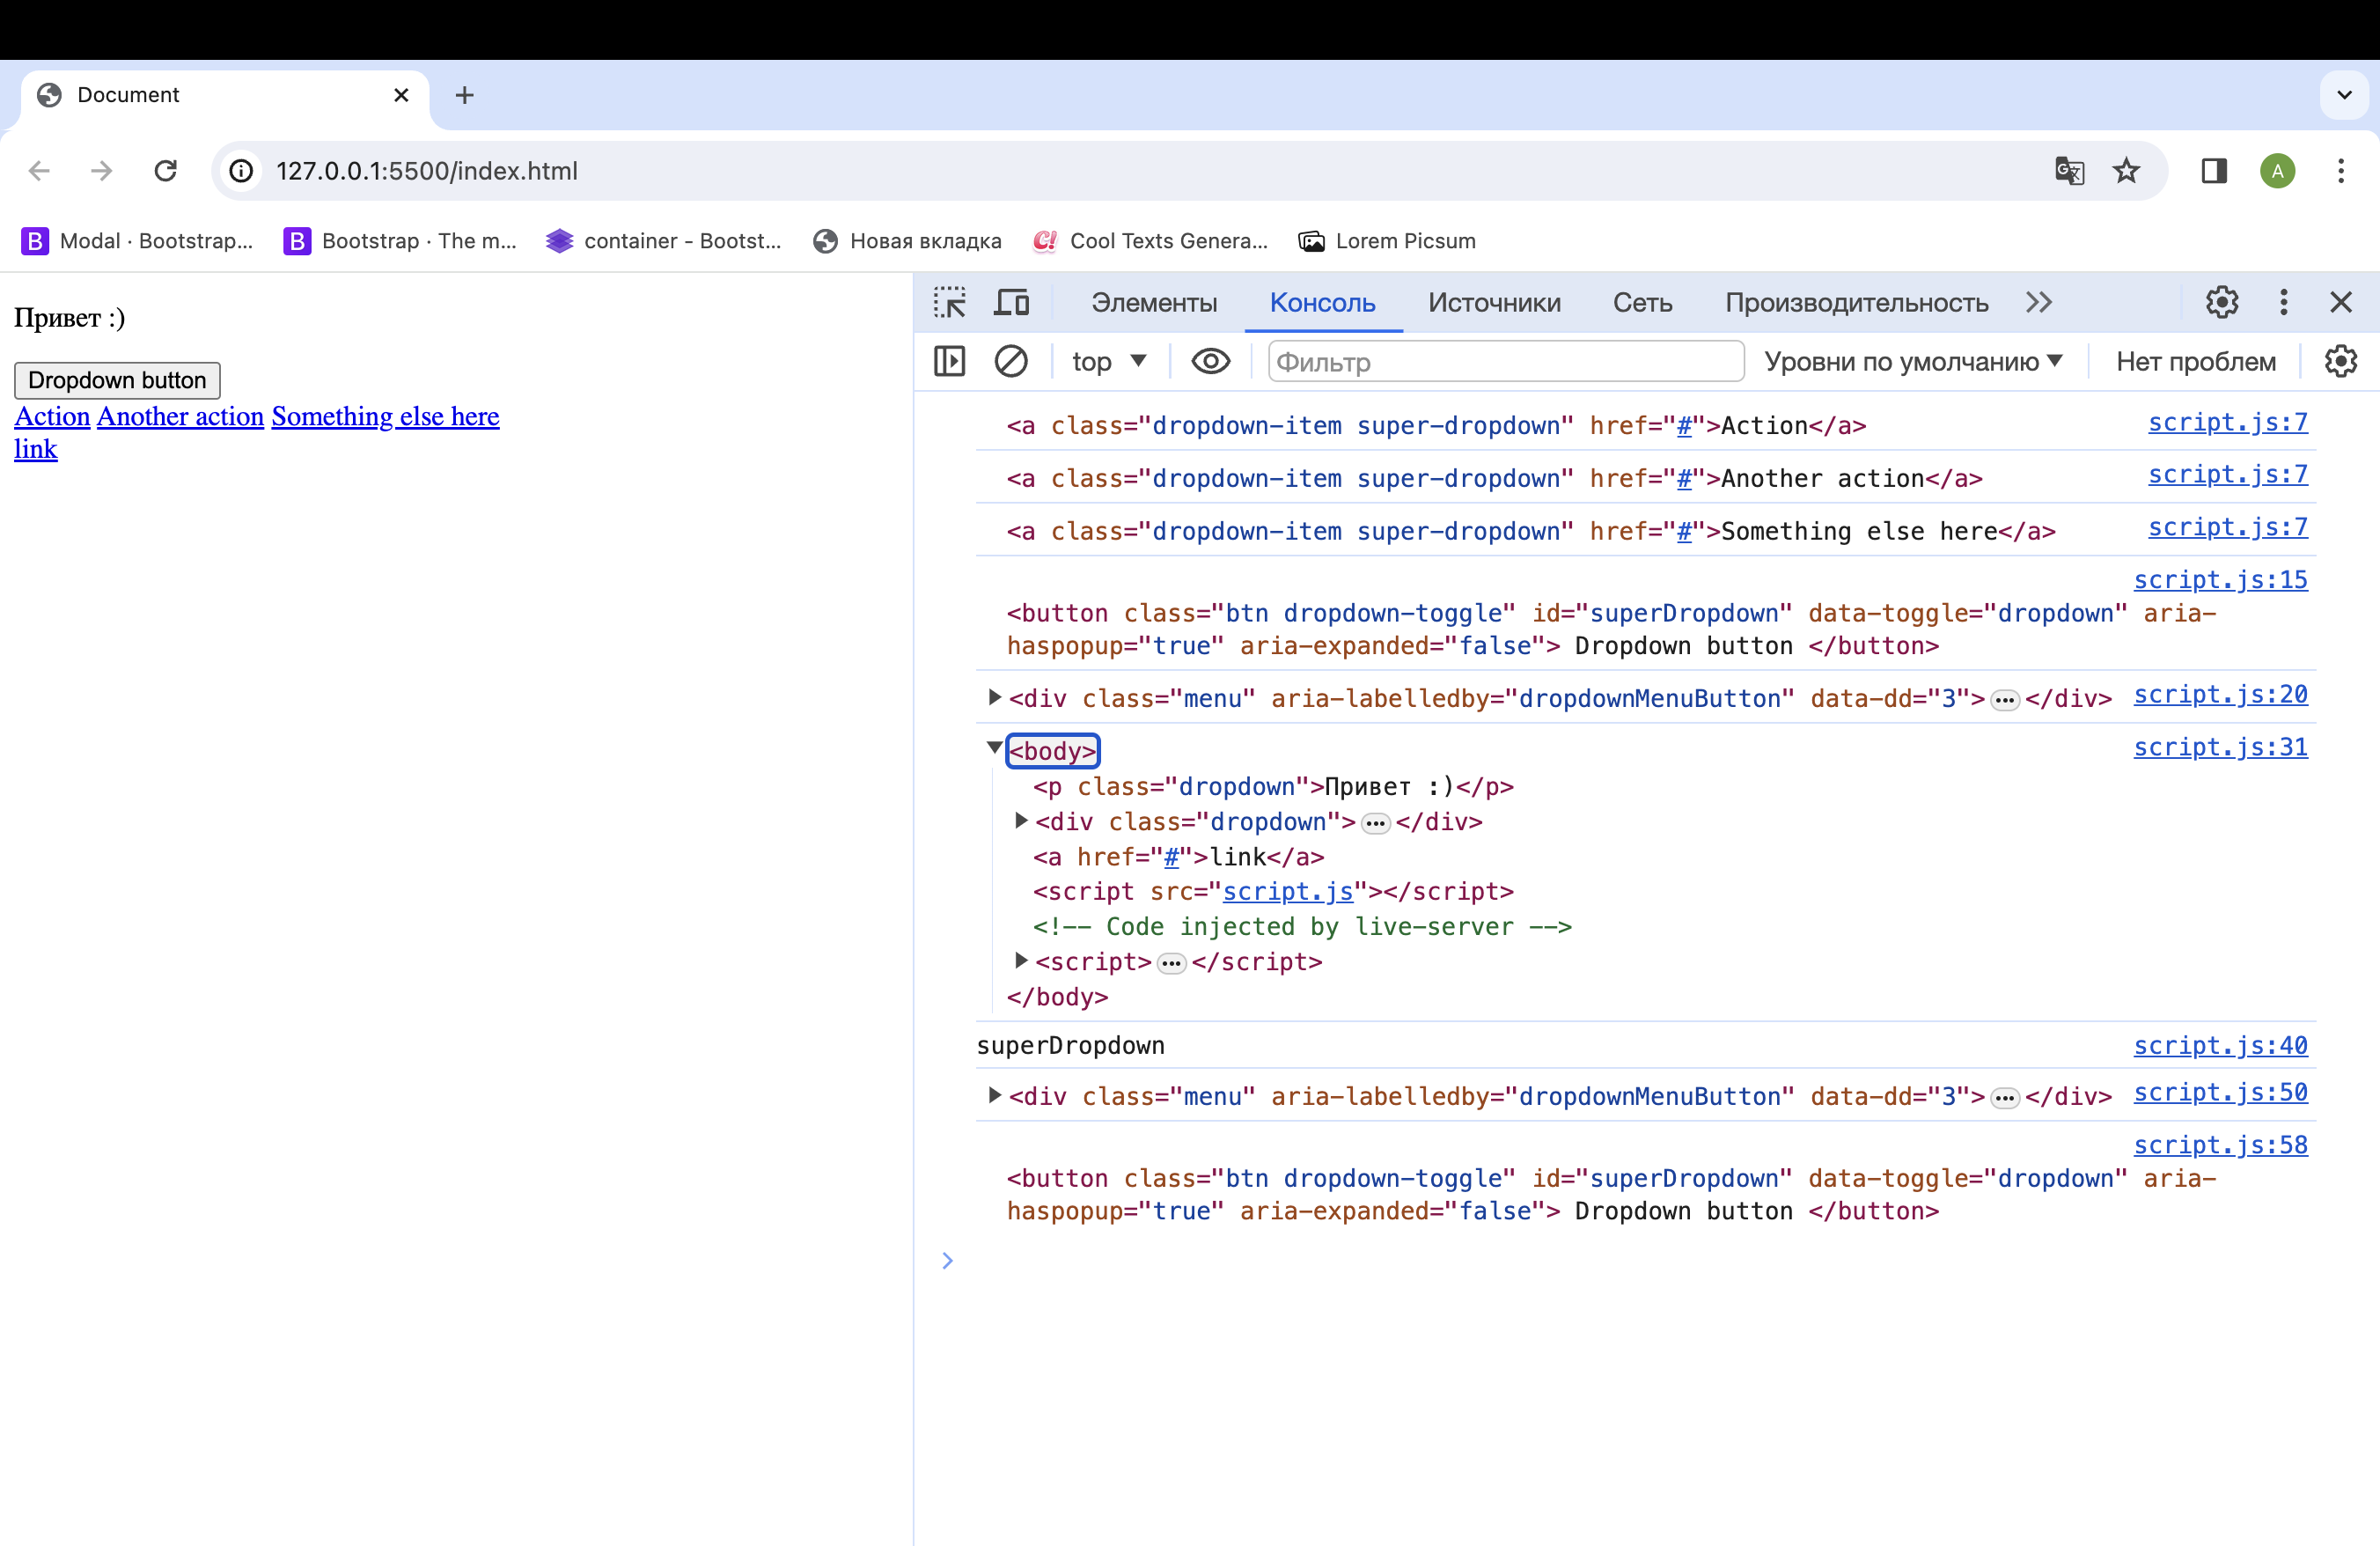 Document
127.0.0.1:5500/index.html
A
Modal · Bootstrap... Bootstrap · The m... container - Bootst... Новая вкладка Cool Texts Genera... Lorem Picsum
Привет :)
Dropdown button
Action Another action Something else here
link
Элементы Консоль Источники Сеть Производительность
top Фильтр Уровни по умолчанию Нет проблем
<a class="dropdown-item super-dropdown" href="#">Action</a> script.js:7
<a class="dropdown-item super-dropdown" href="#">Another action</a> script.js:7
<a class="dropdown-item super-dropdown" href="#">Something else here</a> script.js:7
script.js:15
<button class="btn dropdown-toggle" id="superDropdown" data-toggle="dropdown" aria-
haspopup="true" aria-expanded="false"> Dropdown button </button>
<div class="menu" aria-labelledby="dropdownMenuButton" data-dd="3">…</div> script.js:20
<body> script.js:31
<p class="dropdown">Привет :)</p>
<div class="dropdown">…</div>
<a href="#">link</a>
<script src="script.js"></script>
<!-- Code injected by live-server -->
<script>…</script>
</body>
superDropdown script.js:40
<div class="menu" aria-labelledby="dropdownMenuButton" data-dd="3">…</div> script.js:50
script.js:58
<button class="btn dropdown-toggle" id="superDropdown" data-toggle="dropdown" aria-
haspopup="true" aria-expanded="false"> Dropdown button </button>